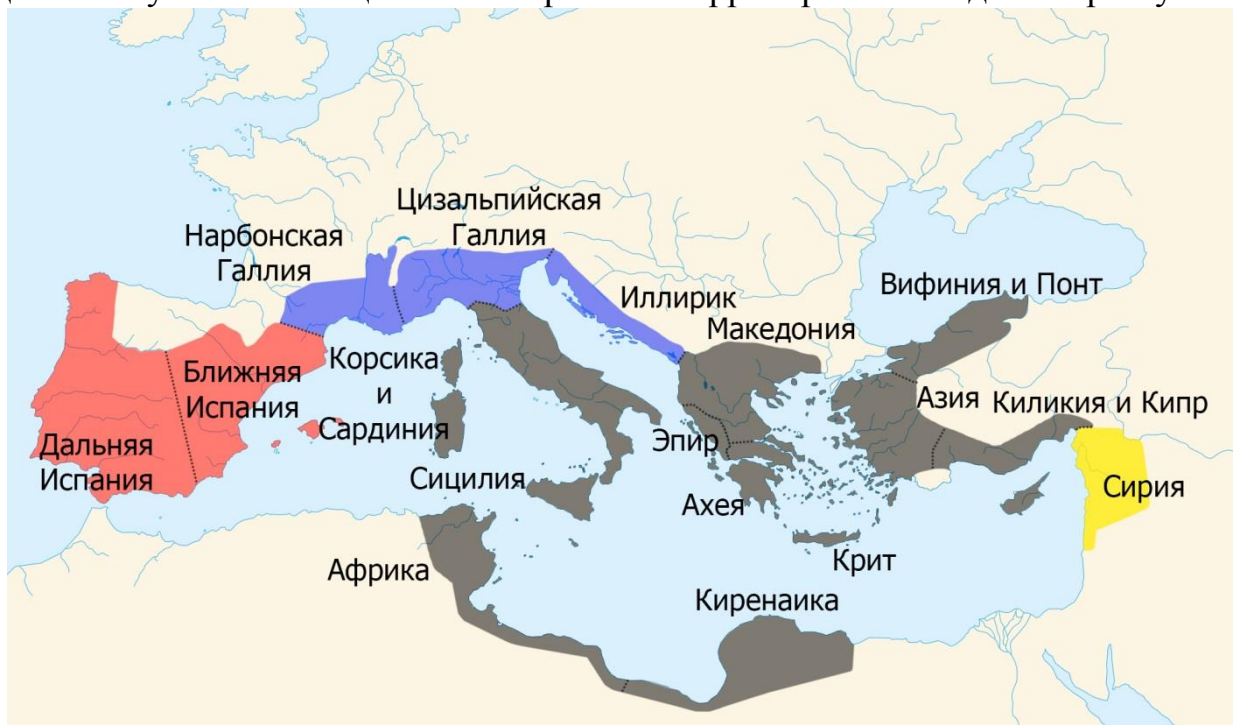 Цизальпийская
Галлия
Нарбонская
Галлия
Вифиния и Понт
Иллирик
Македония
Ближняя
Испания
Корсика
и
Сардиния
Азия
Киликия и Кипр
Дальняя
Испания
Эпир
Сицилия
Сирия
Ахея
Африка
Крит
Киренаика